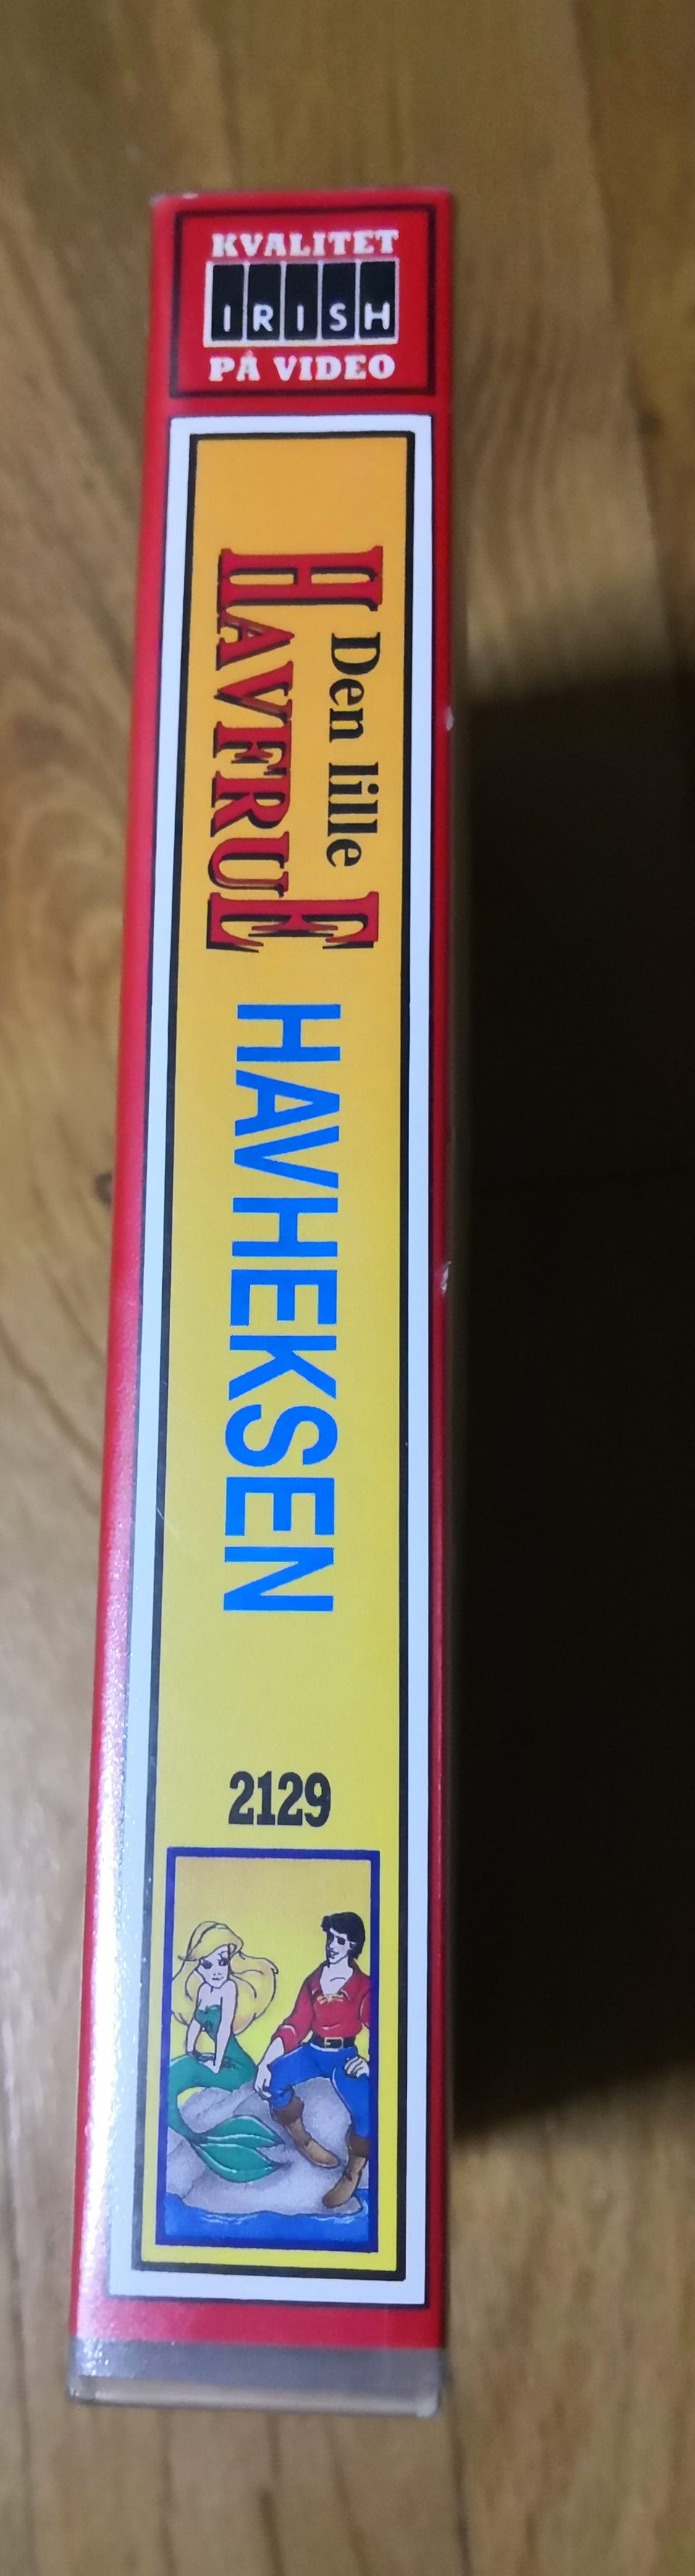 KVALITET
IRISH
PÅ VIDEO
Den lille
HAVFRUE
HAVHEKSEN
2129